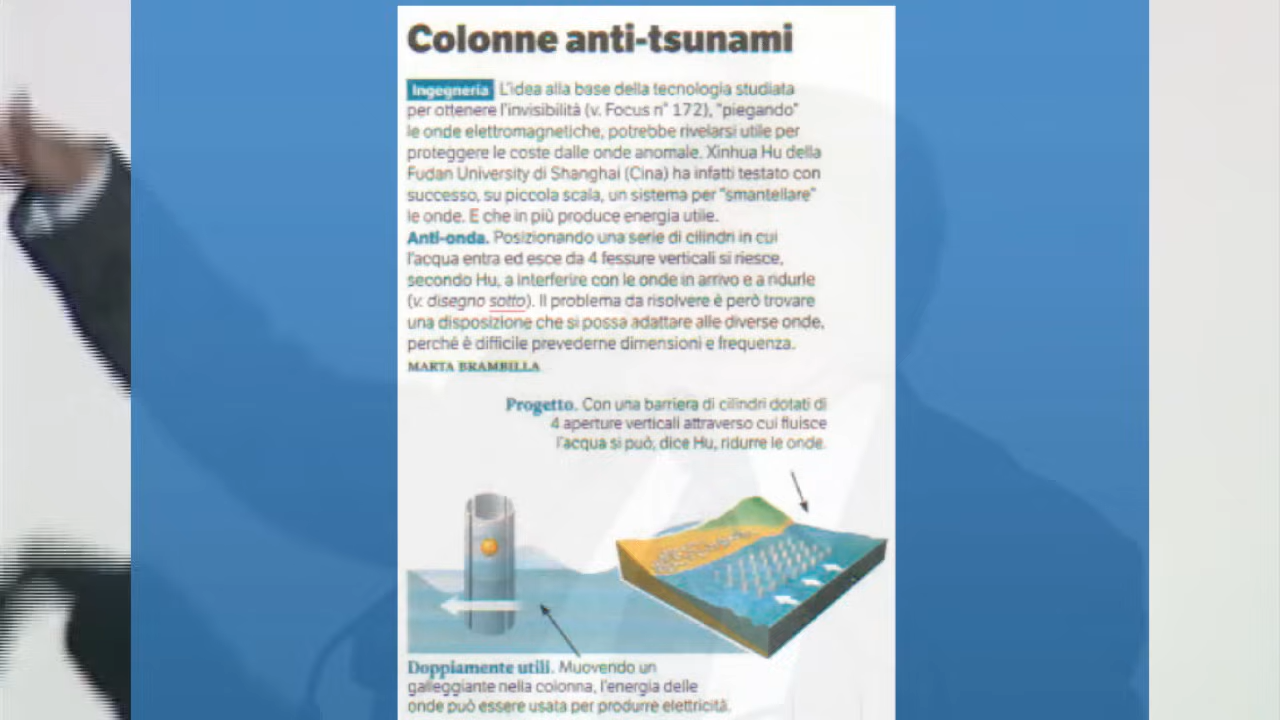 Colonne anti-tsunami
Ingegneria L'idea alla base della tecnologia studiata
per ottenere l'invisibilità (v. Focus n° 172), "piegando"
le onde elettromagnetiche, potrebbe rivelarsi utile per
proteggere le coste dalle onde anomale. Xinhua Hu della
Fudan University di Shanghai (Cina) ha infatti testato con
successo, su piccola scala, un sistema per "smantellare"
le onde. E che in più produce energia utile.
Anti-onda. Posizionando una serie di cilindri in cui
l'acqua entra ed esce da 4 fessure verticali si riesce,
secondo Hu, a interferire con le onde in arrivo e a ridurle
(v. disegno sotto). Il problema da risolvere è però trovare
una disposizione che si possa adattare alle diverse onde,
perché è difficile prevederne dimensioni e frequenza.
MARTA BRAMBILLA
Progetto. Con una barriera di cilindri dotati di
4 aperture verticali attraverso cui fluisce
l'acqua si può, dice Hu, ridurre le onde.
Doppiamente utili. Muovendo un
galleggiante nella colonna, l'energia delle
onde può essere usata per produrre elettricità.